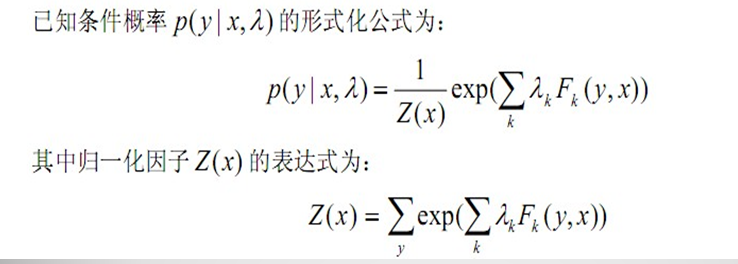 已知条件概率 p(y | x, λ) 的形式化公式为：
p(y | x, λ) = \frac{1}{Z(x)} exp(∑_k λ_k F_k (y, x))
其中归一化因子 Z(x) 的表达式为：
Z(x) = ∑_y exp(∑_k λ_k F_k (y, x))